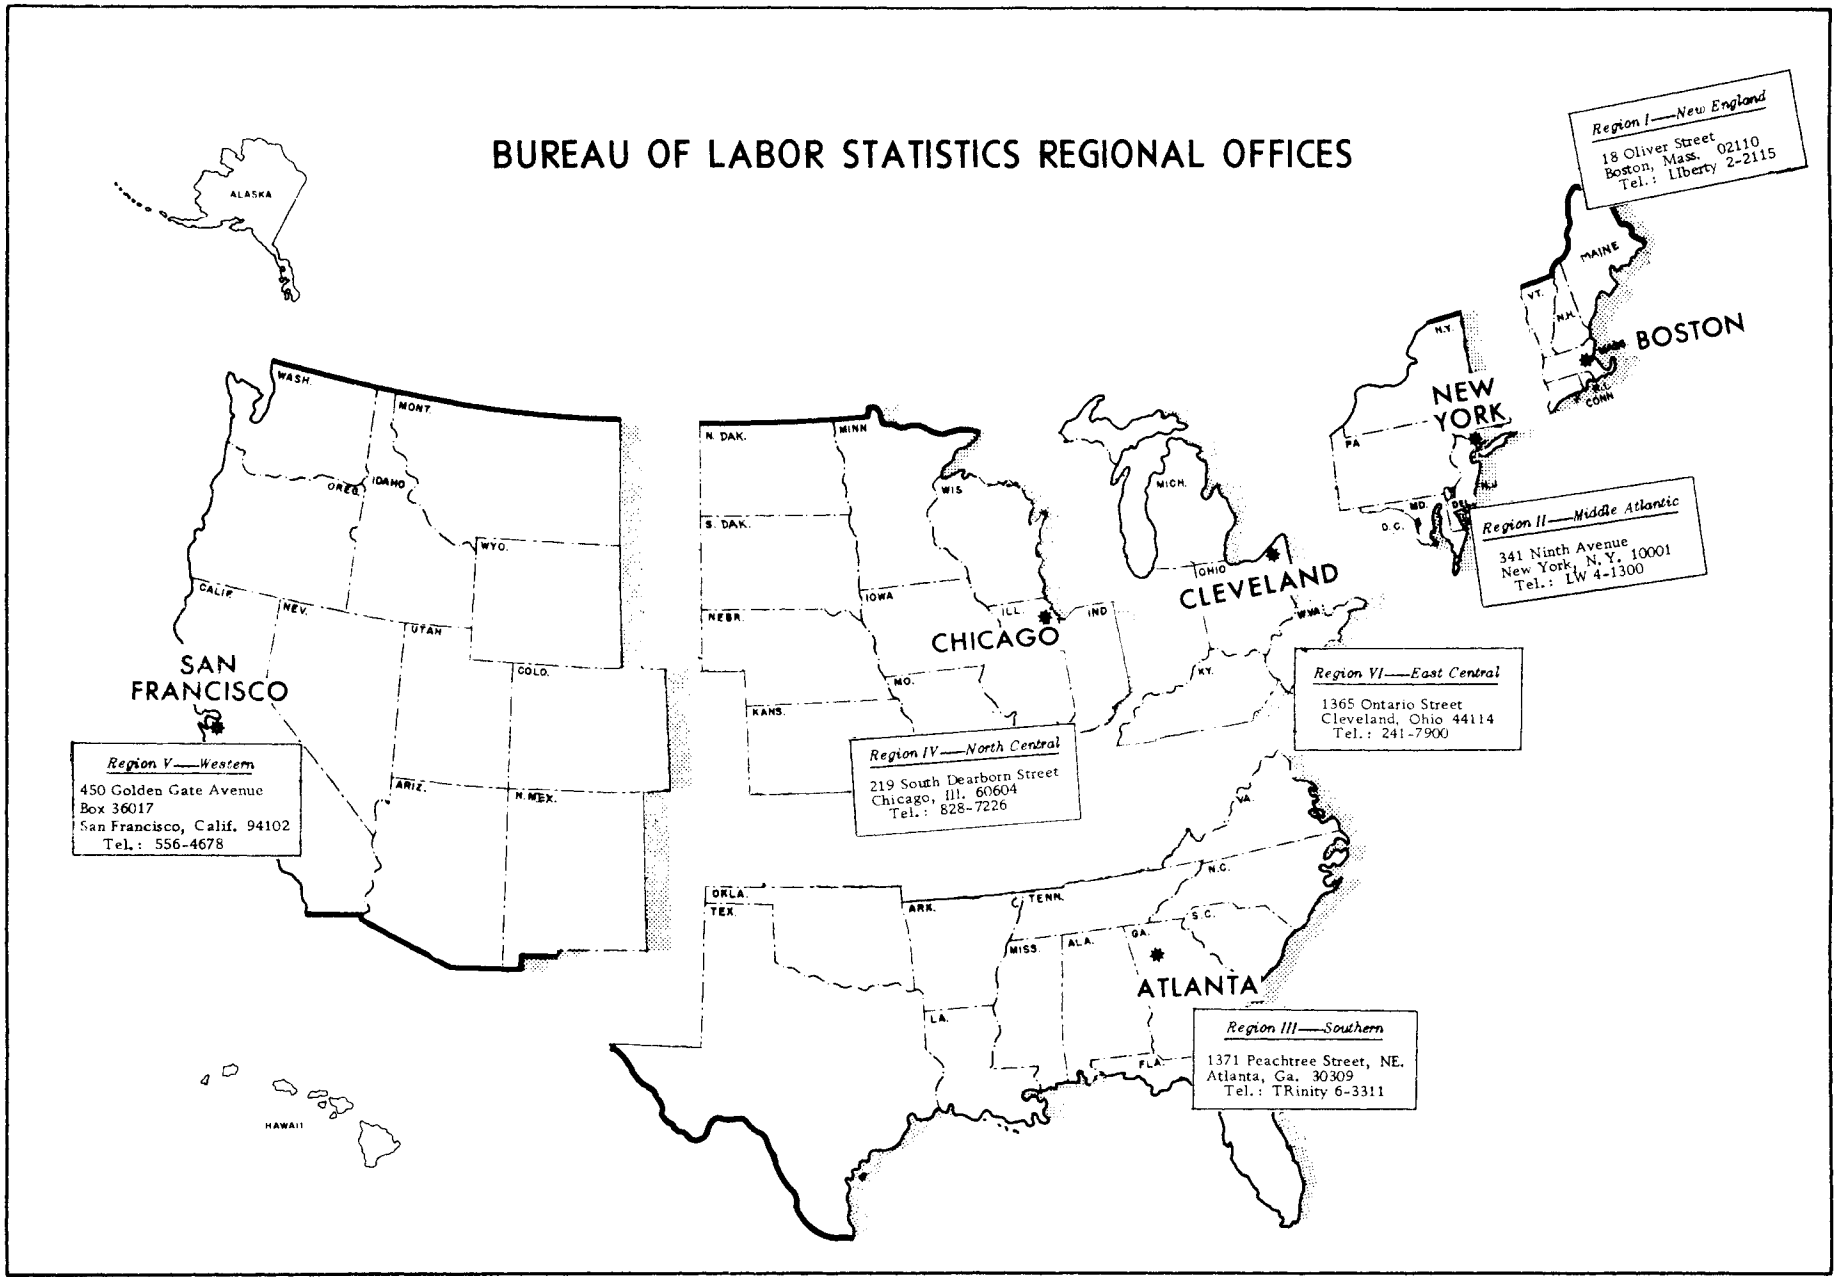 BUREAU OF LABOR STATISTICS REGIONAL OFFICES
ALASKA
Region I—New England
18 Oliver Street
Boston, Mass. 02110
Tel.: LIberty 2-2115
MAINE
VT.
N.H.
BOSTON
R.I.
CONN
N.Y.
NEW
YORK
PA
N.J.
MD.
DEL.
D.C.
Region II—Middle Atlantic
341 Ninth Avenue
New York, N. Y. 10001
Tel.: LW 4-1300
WASH.
MONT.
OREG.
IDAHO
WYO.
CALIF.
NEV.
UTAH
COLO.
ARIZ.
N. MEX.
SAN
FRANCISCO
Region V—Western
450 Golden Gate Avenue
Box 36017
San Francisco, Calif. 94102
Tel.: 556-4678
N. DAK.
MINN
S. DAK.
WIS
MICH.
NEBR.
IOWA
ILL.
IND
OHIO
CLEVELAND
CHICAGO
KANS.
MO.
KY.
W.VA.
Region IV—North Central
219 South Dearborn Street
Chicago, Ill. 60604
Tel.: 828-7226
Region VI—East Central
1365 Ontario Street
Cleveland, Ohio 44114
Tel.: 241-7900
VA.
N.C.
OKLA.
TEX.
ARK.
TENN.
S.C.
MISS.
ALA.
GA.
LA.
FLA.
ATLANTA
Region III—Southern
1371 Peachtree Street, NE.
Atlanta, Ga. 30309
Tel.: TRinity 6-3311
HAWAII